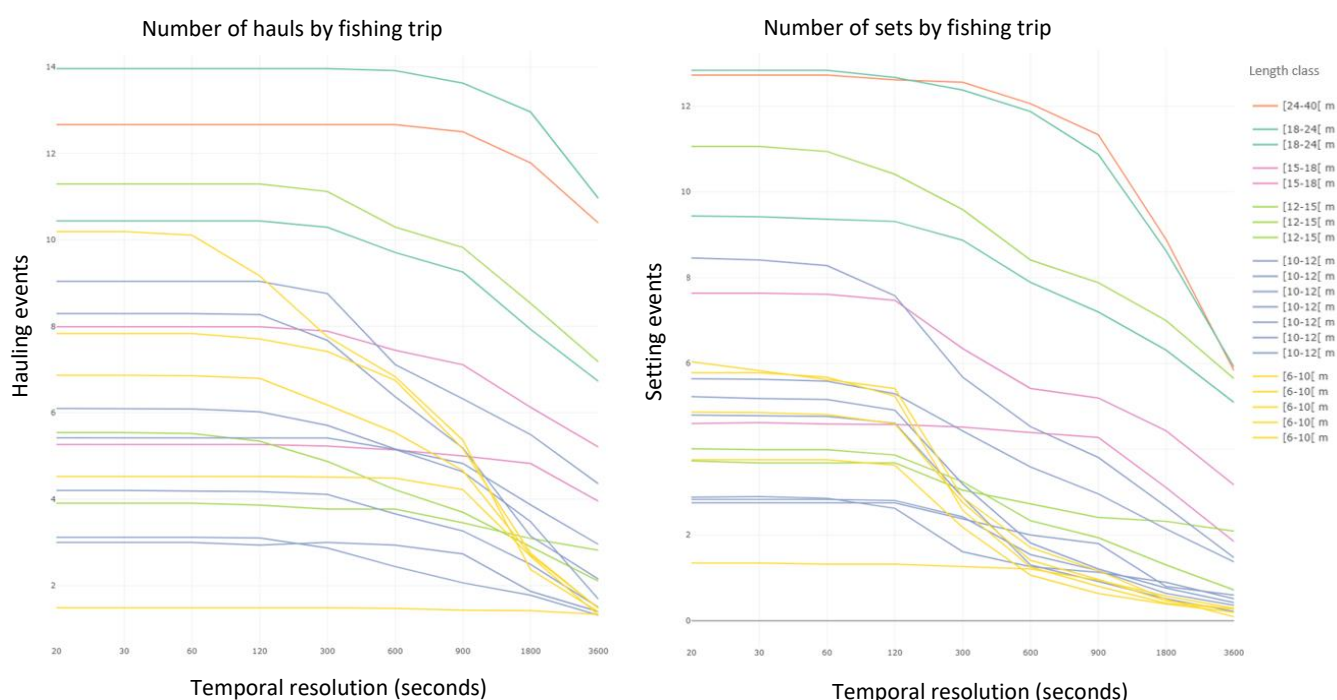 Number of hauls by fishing trip
14
12
10
8
6
4
2
Hauling events
20 30 60 120 300 600 900 1800 3600
Temporal resolution (seconds)
Number of sets by fishing trip
12
10
8
6
2
0
Setting events
20 30 60 120 300 600 900 1800 3600
Temporal resolution (seconds)
Length class
[24-40[ m
[18-24[ m
[18-24[ m
[15-18[ m
[15-18[ m
[12-15[ m
[12-15[ m
[12-15[ m
[10-12[ m
[10-12[ m
[10-12[ m
[10-12[ m
[10-12[ m
[10-12[ m
[10-12[ m
[6-10[ m
[6-10[ m
[6-10[ m
[6-10[ m
[6-10[ m